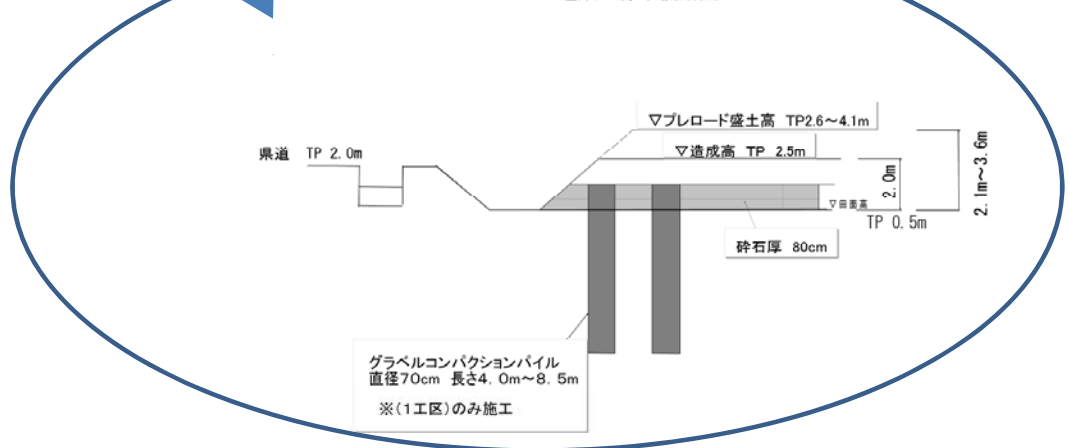 ▽プレロード盛土高 TP2.6～4.1m
県道 TP 2.0m
▽造成高 TP 2.5m
2.0m
2.1m～3.6m
▽田面高
TP 0.5m
砕石厚 80cm
グラベルコンパクションパイル
直径70cm 長さ4.0m～8.5m
※(1工区)のみ施工